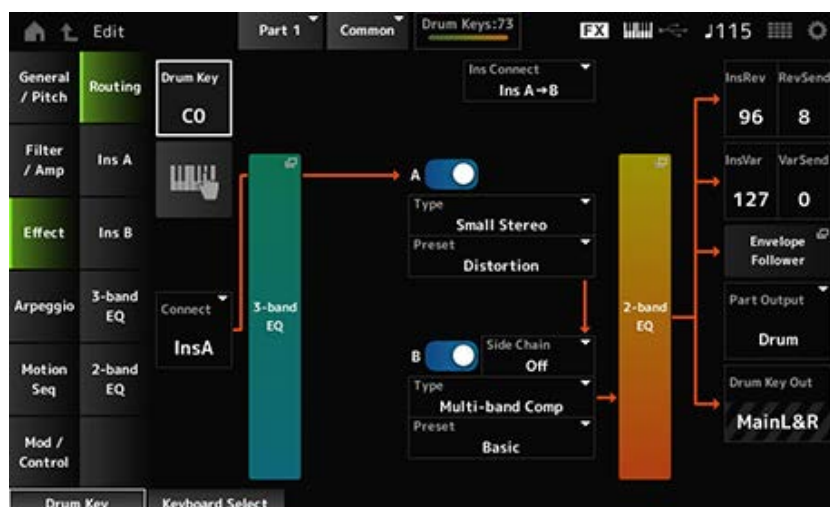 Edit
Part 1
Common
Drum Keys:73
FX
♩115
General / Pitch
Routing
Drum Key
C0
Ins Connect
Ins A→B
InsRev
RevSend
96
8
Filter / Amp
Ins A
A
InsVar
VarSend
127
0
Type
Small Stereo
Preset
Distortion
Effect
Ins B
Envelope
Follower
Arpeggio
3-band
EQ
Connect
InsA
3-band
EQ
2-band
EQ
Part Output
Drum
B
Side Chain
Off
Motion
Seq
2-band
EQ
Type
Multi-band Comp
Preset
Basic
Drum Key Out
MainL&R
Mod /
Control
Drum Key
Keyboard Select